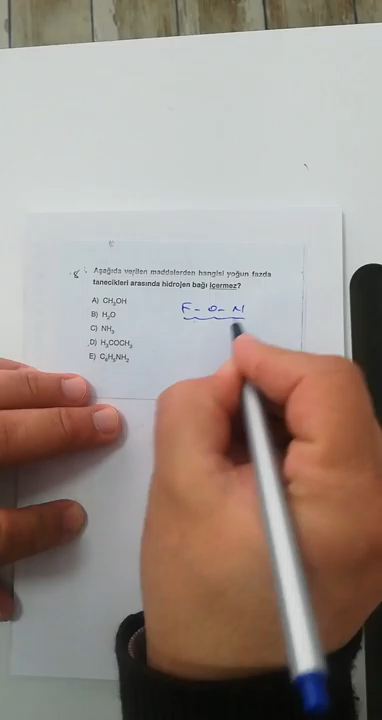 8. Aşağıda verilen maddelerden hangisi yoğun fazda
tanecikleri arasında hidrojen bağı içermez?
A) CH₃OH
B) H₂O
C) NH₃
D) H₃COCH₃
E) C₆H₅NH₂
F - O - N